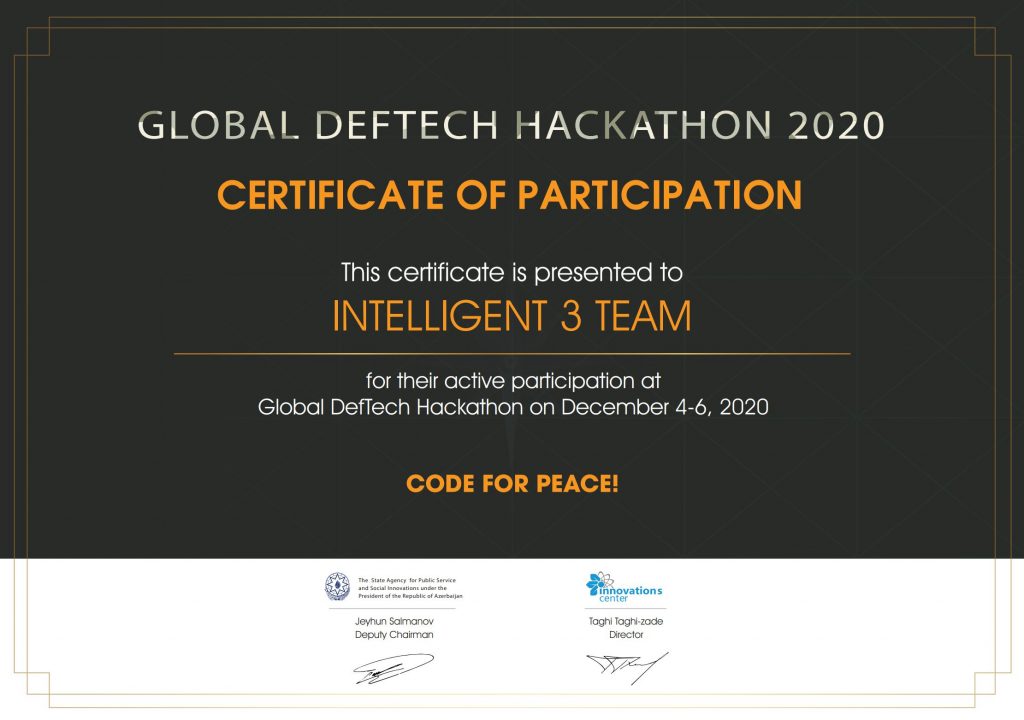 GLOBAL DEFTECH HACKATHON 2020
CERTIFICATE OF PARTICIPATION
This certificate is presented to
INTELLIGENT 3 TEAM
for their active participation at
Global DefTech Hackathon on December 4-6, 2020
CODE FOR PEACE!
The State Agency for Public Service
and Social Innovations under the
President of the Republic of Azerbaijan
Jeyhun Salmanov
Deputy Chairman
innovations
center
Taghi Taghi-zade
Director